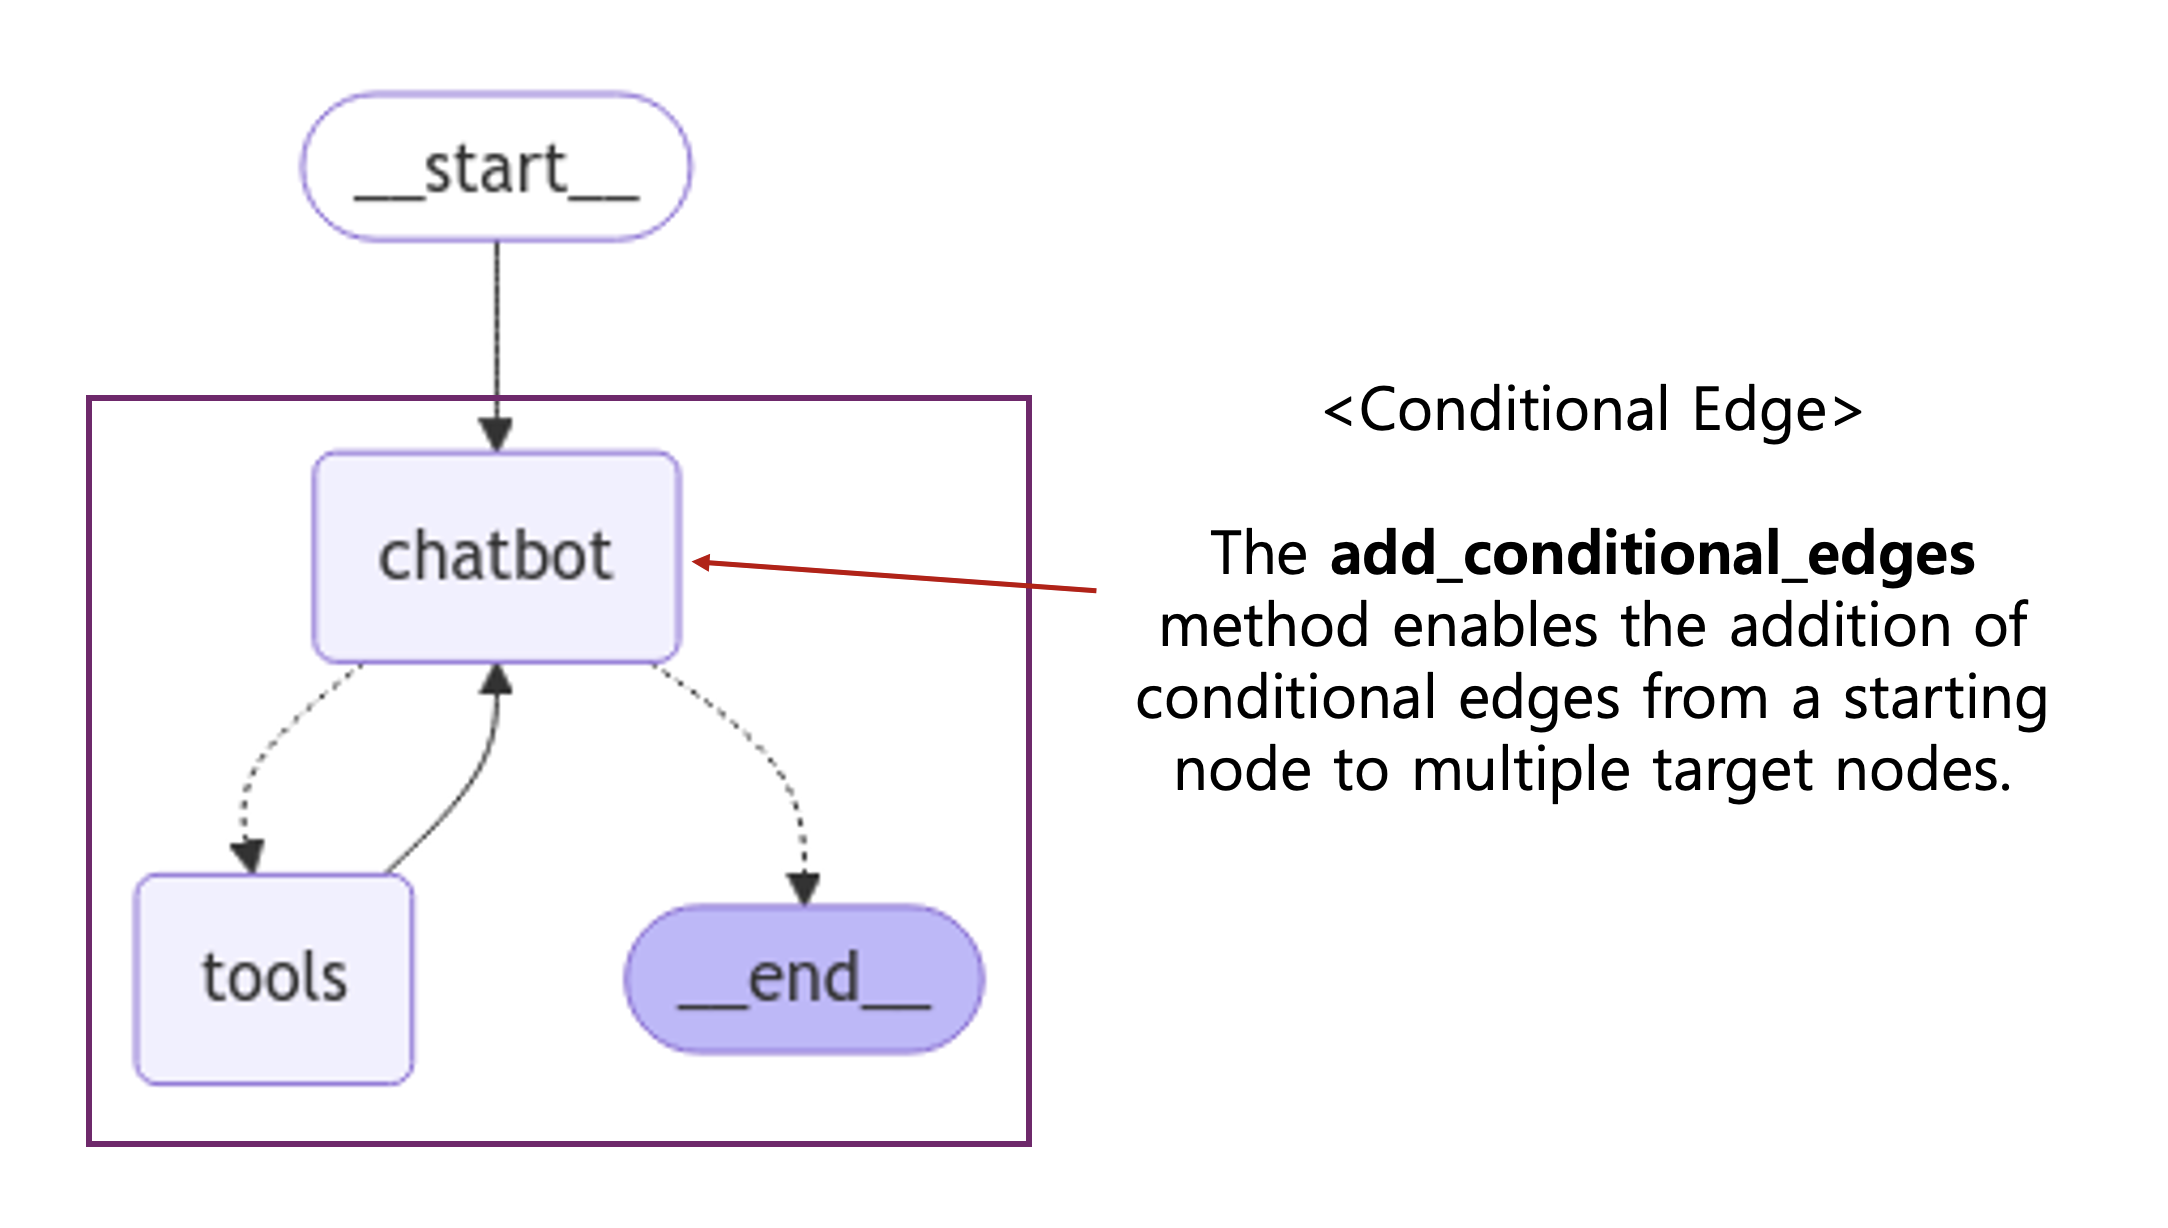 __start__
chatbot
tools
__end__
<Conditional Edge>
The add_conditional_edges
method enables the addition of
conditional edges from a starting
node to multiple target nodes.